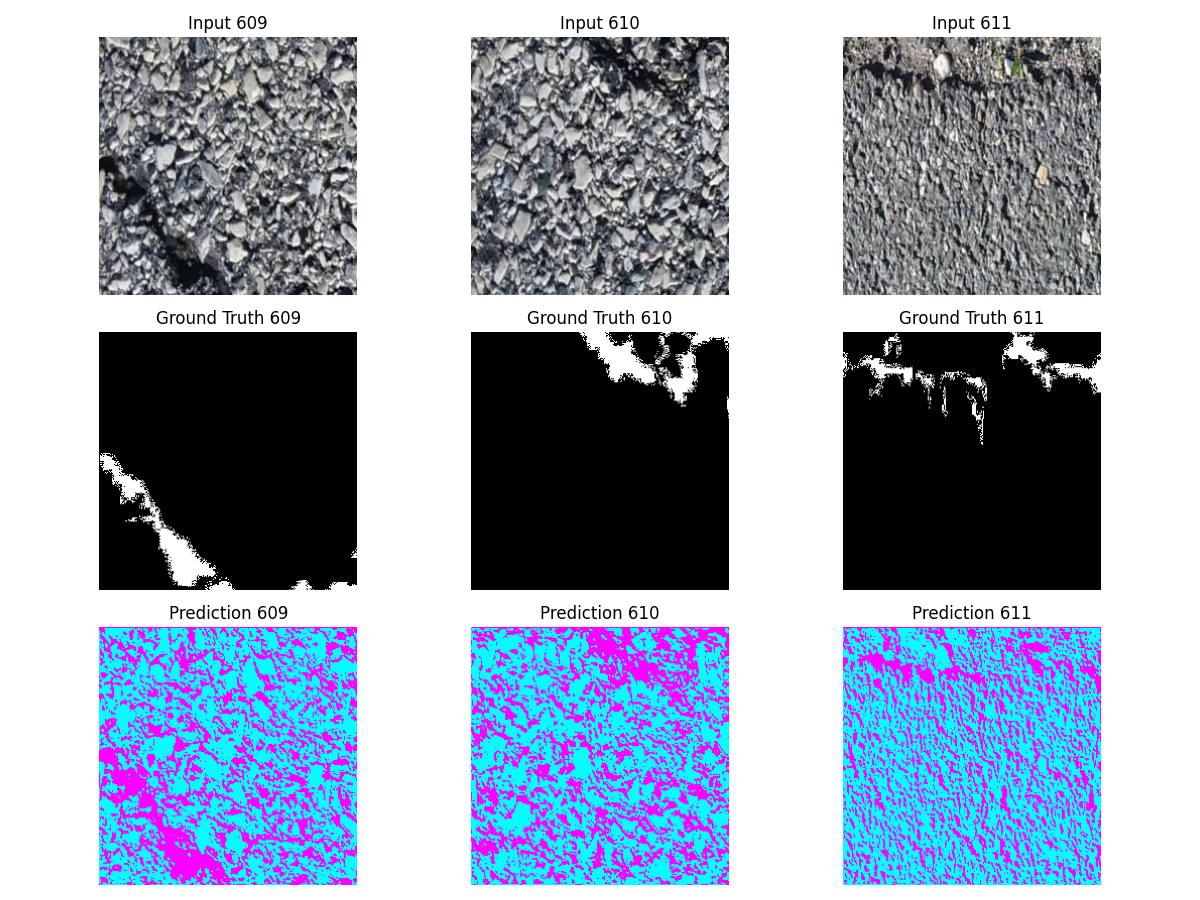 Input 609
Input 610
Input 611
Ground Truth 609
Ground Truth 610
Ground Truth 611
Prediction 609
Prediction 610
Prediction 611